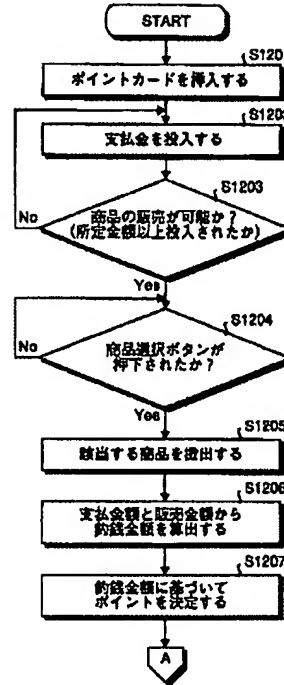 START
S120
ポイントカードを挿入する
S1202
支払金を投入する
S1203
商品の販売が可能か？
(所定金額以上投入されたか)
No
Yes
S1204
商品選択ボタンが
押下されたか？
No
Yes
S1205
該当する商品を搬出する
S1206
支払金額と販売金額から
釣銭金額を算出する
S1207
釣銭金額に基づいて
ポイントを決定する
A